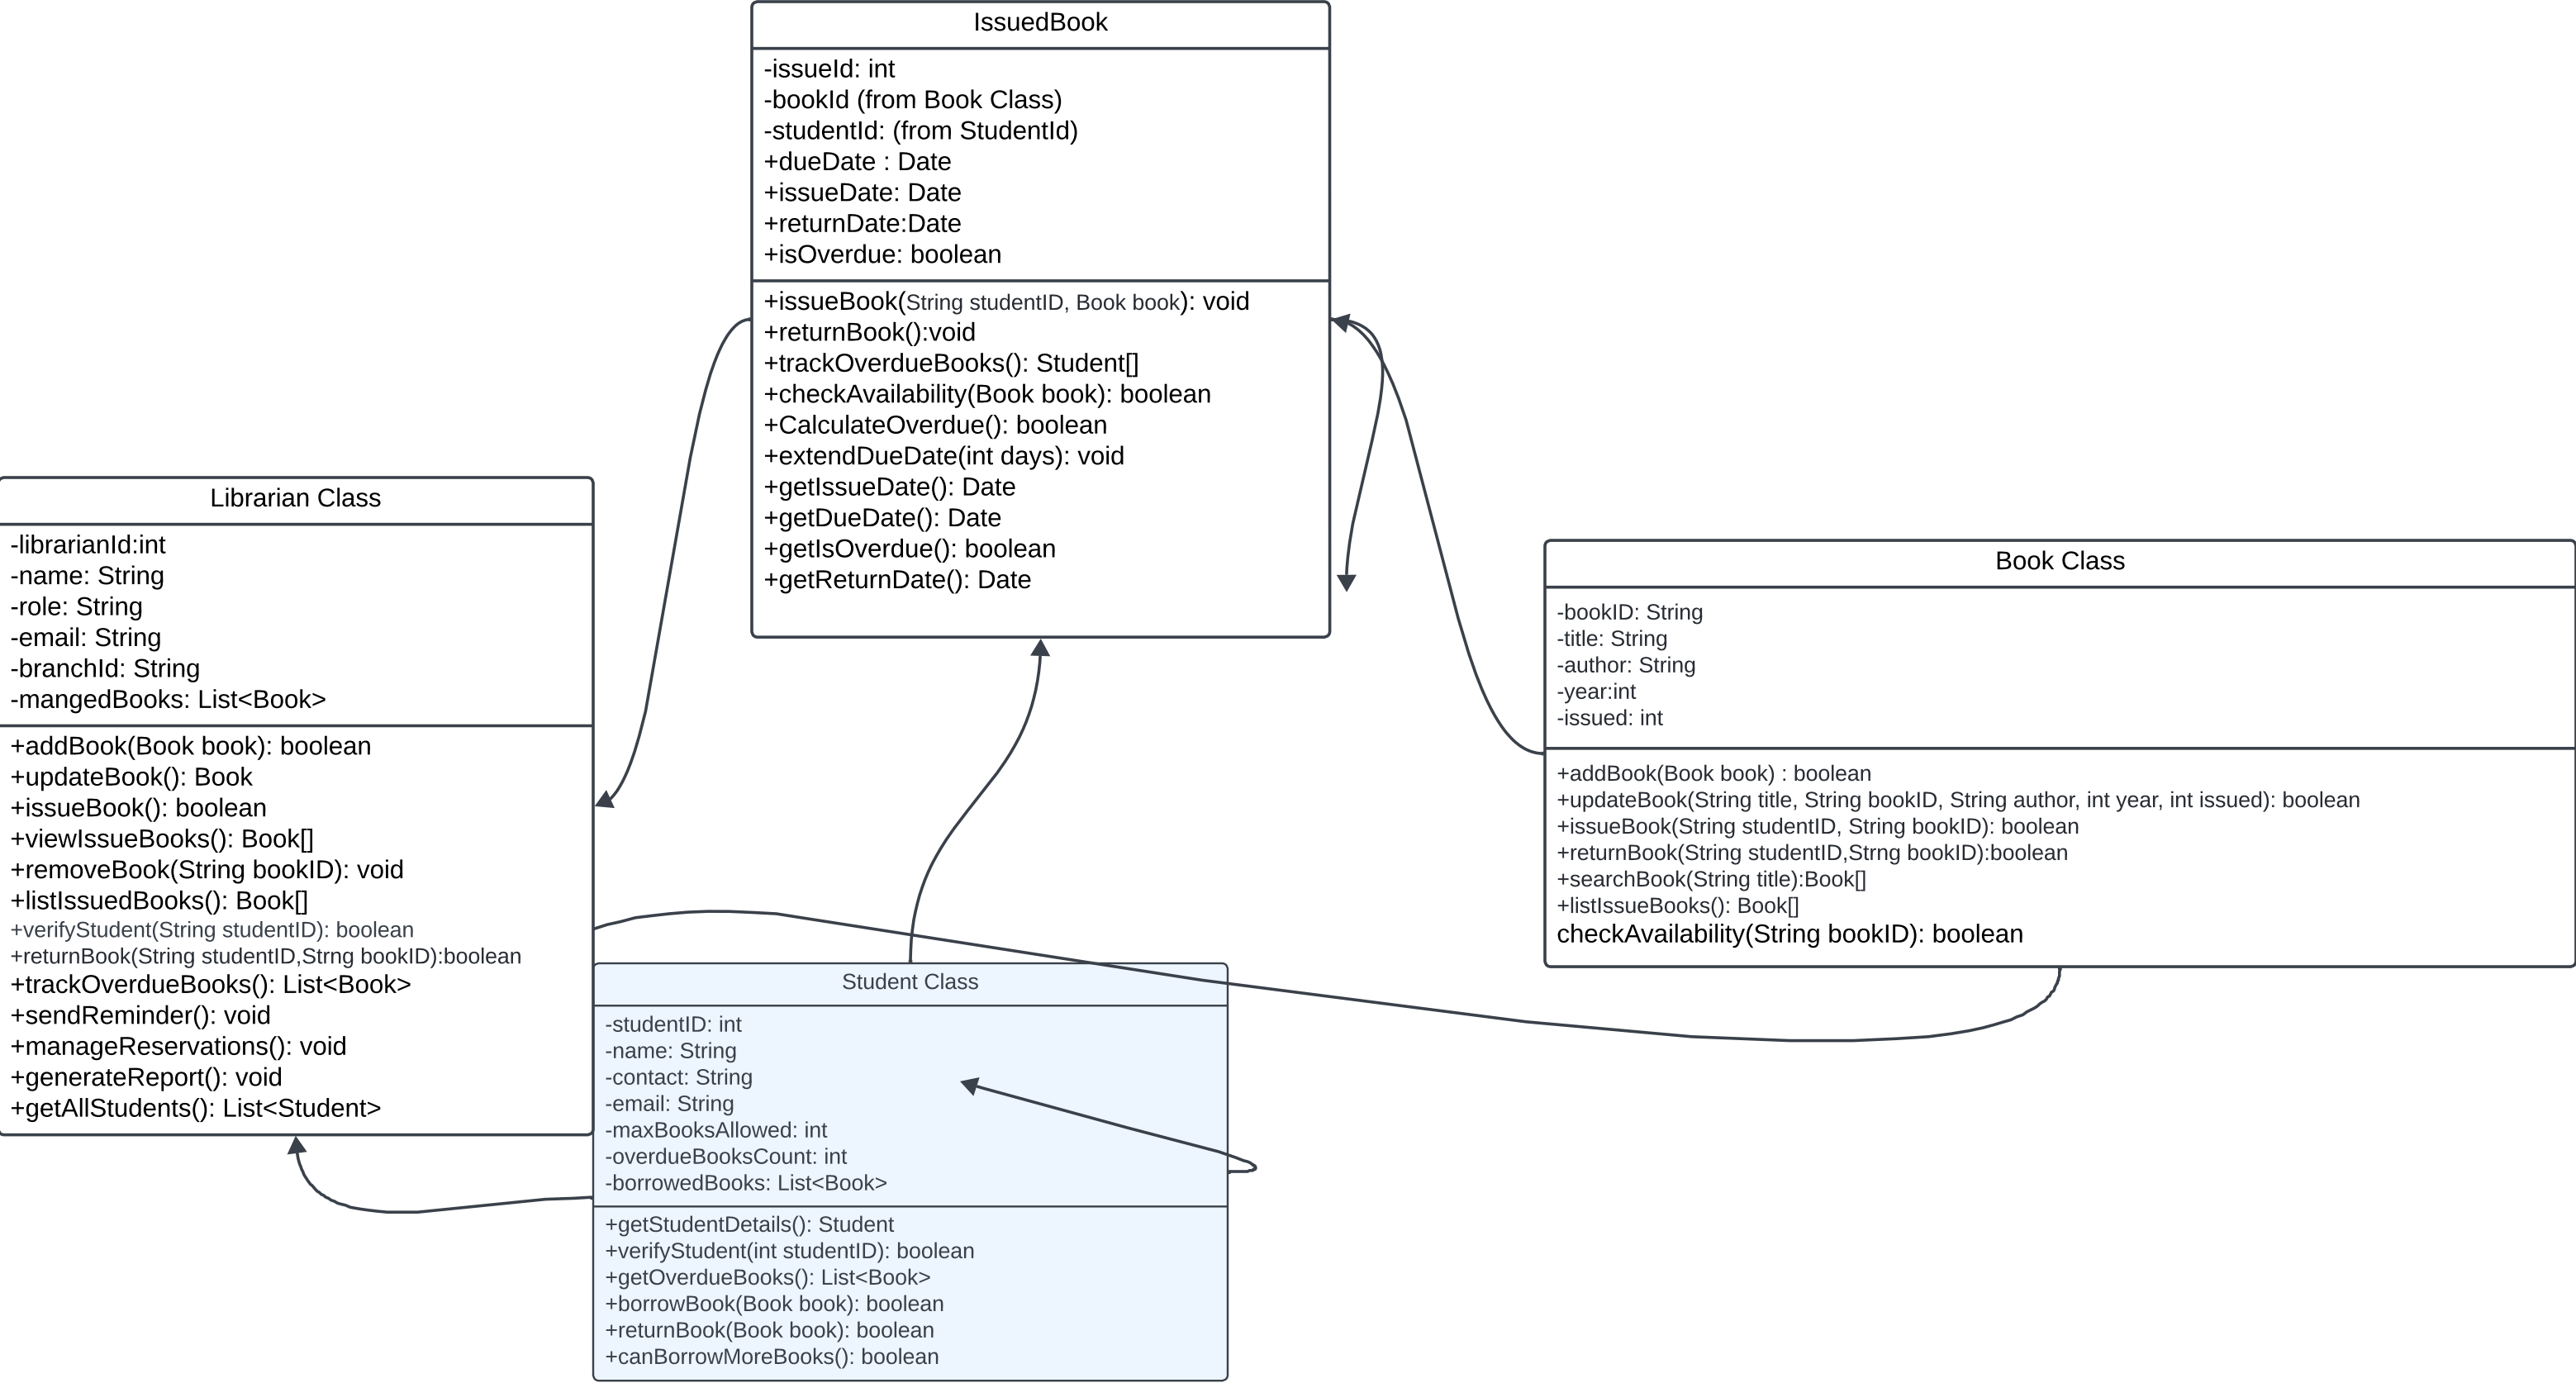 IssuedBook
-issueId: int
-bookId (from Book Class)
-studentId: (from StudentId)
+dueDate : Date
+issueDate: Date
+returnDate:Date
+isOverdue: boolean
+issueBook(String studentID, Book book): void
+returnBook():void
+trackOverdueBooks(): Student[]
+checkAvailability(Book book): boolean
+CalculateOverdue(): boolean
+extendDueDate(int days): void
+getIssueDate(): Date
+getDueDate(): Date
+getIsOverdue(): boolean
+getReturnDate(): Date
Librarian Class
-librarianId:int
-name: String
-role: String
-email: String
-branchId: String
-mangedBooks: List<Book>
+addBook(Book book): boolean
+updateBook(): Book
+issueBook(): boolean
+viewIssueBooks(): Book[]
+removeBook(String bookID): void
+listIssuedBooks(): Book[]
+verifyStudent(String studentID): boolean
+returnBook(String studentID,Strng bookID):boolean
+trackOverdueBooks(): List<Book>
+sendReminder(): void
+manageReservations(): void
+generateReport(): void
+getAllStudents(): List<Student>
Book Class
-bookID: String
-title: String
-author: String
-year:int
-issued: int
+addBook(Book book) : boolean
+updateBook(String title, String bookID, String author, int year, int issued): boolean
+issueBook(String studentID, String bookID): boolean
+returnBook(String studentID,Strng bookID):boolean
+searchBook(String title):Book[]
+listIssueBooks(): Book[]
checkAvailability(String bookID): boolean
Student Class
-studentID: int
-name: String
-contact: String
-email: String
-maxBooksAllowed: int
-overdueBooksCount: int
-borrowedBooks: List<Book>
+getStudentDetails(): Student
+verifyStudent(int studentID): boolean
+getOverdueBooks(): List<Book>
+borrowBook(Book book): boolean
+returnBook(Book book): boolean
+canBorrowMoreBooks(): boolean